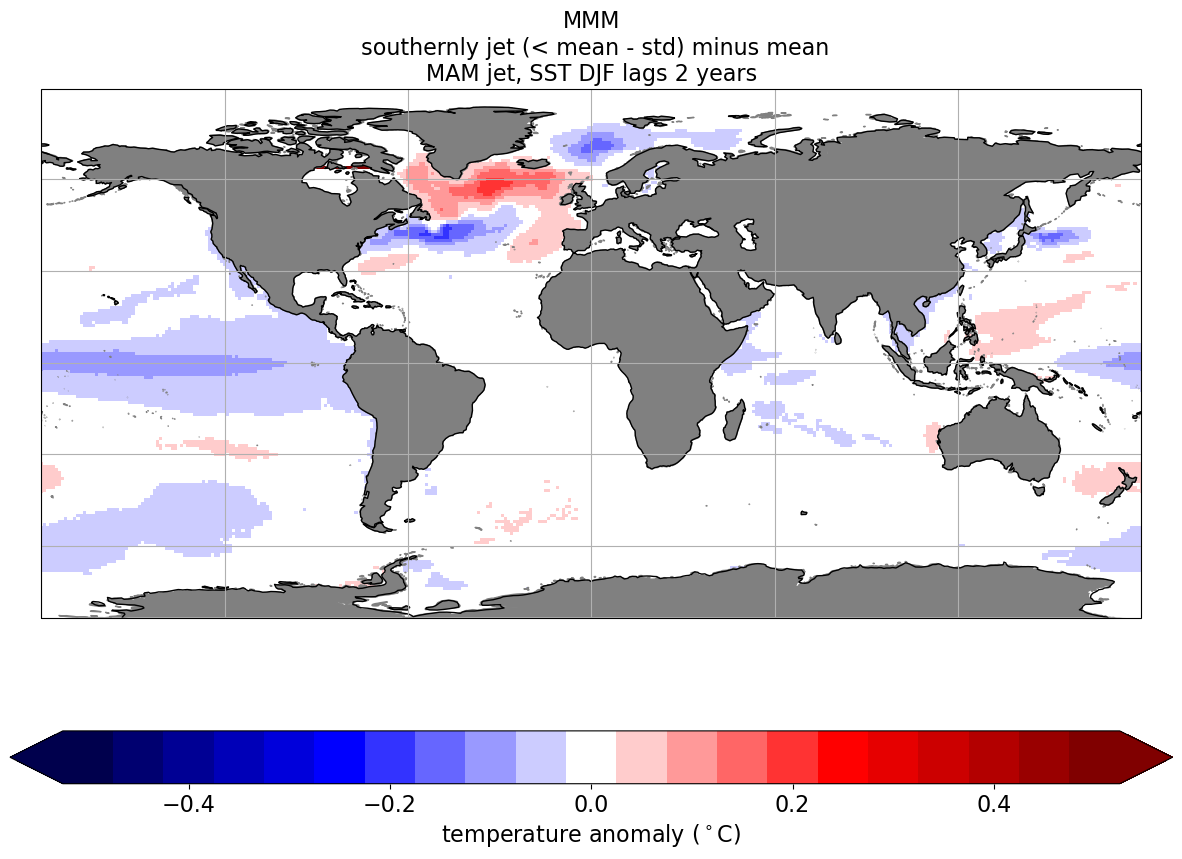 MMM
southernly jet (< mean - std) minus mean
MAM jet, SST DJF lags 2 years
−0.4 −0.2 0.0 0.2 0.4
temperature anomaly (°C)